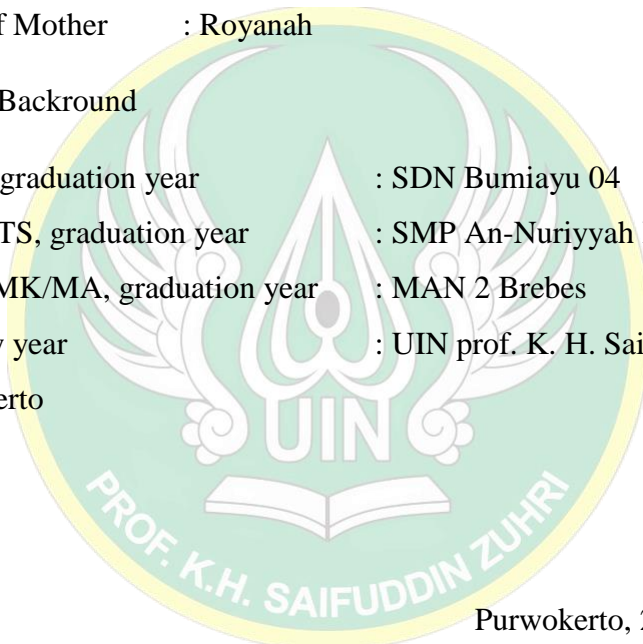 f Mother : Royanah
Backround
graduation year : SDN Bumiayu 04
TS, graduation year : SMP An-Nuriyyah
MK/MA, graduation year : MAN 2 Brebes
y year : UIN prof. K. H. Sai
erto
UIN
PROF. K.H. SAIFUDDIN ZUHRI
Purwokerto, 2